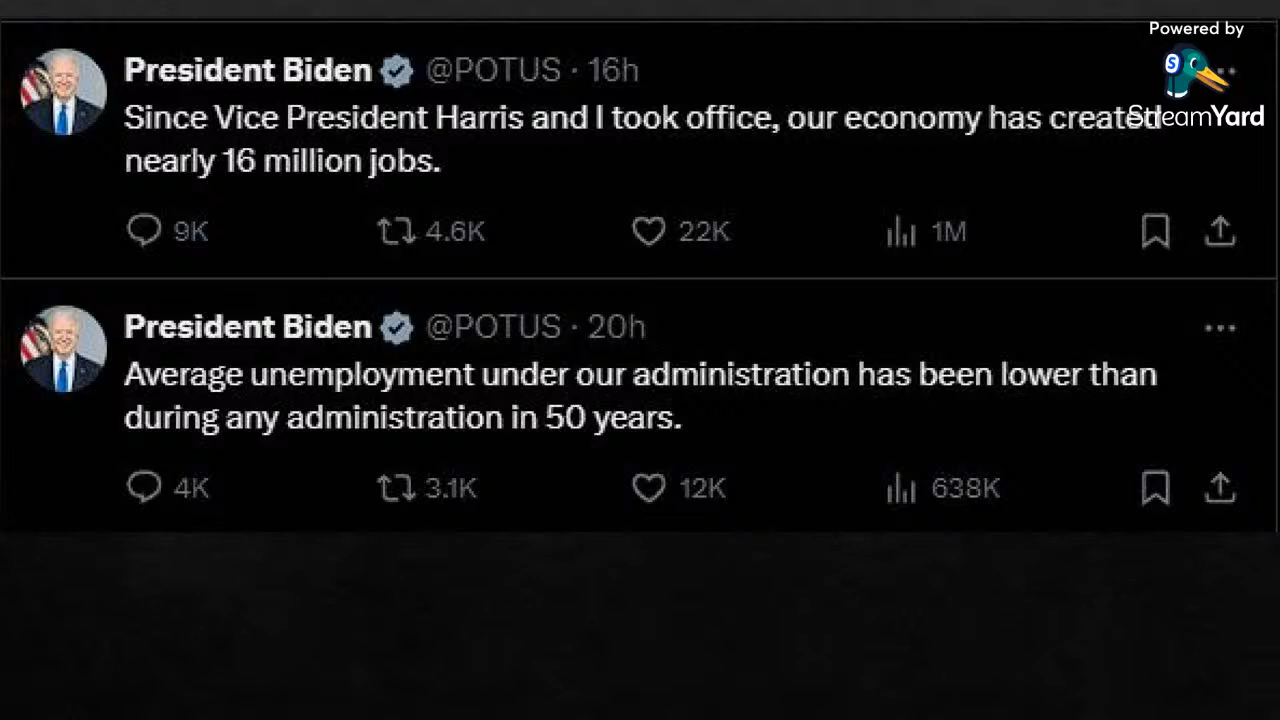 Powered by
President Biden @POTUS · 16h
Since Vice President Harris and I took office, our economy has created
StreamYard
nearly 16 million jobs.
9K 4.6K 22K 1M
President Biden @POTUS · 20h
Average unemployment under our administration has been lower than
during any administration in 50 years.
4K 3.1K 12K 638K